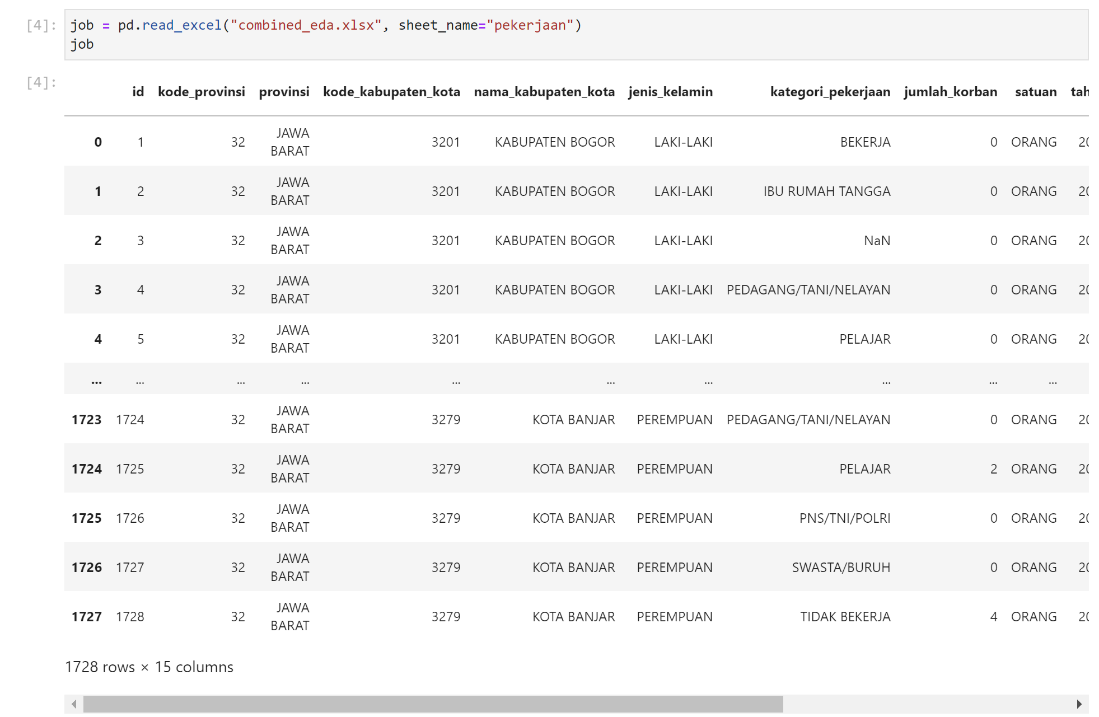 [4]: job = pd.read_excel("combined_eda.xlsx", sheet_name="pekerjaan")
job
[4]:
id kode_provinsi provinsi kode_kabupaten_kota nama_kabupaten_kota jenis_kelamin kategori_pekerjaan jumlah_korban satuan tah
0 1 32 JAWA BARAT 3201 KABUPATEN BOGOR LAKI-LAKI BEKERJA 0 ORANG 20
1 2 32 JAWA BARAT 3201 KABUPATEN BOGOR LAKI-LAKI IBU RUMAH TANGGA 0 ORANG 20
2 3 32 JAWA BARAT 3201 KABUPATEN BOGOR LAKI-LAKI NaN 0 ORANG 20
3 4 32 JAWA BARAT 3201 KABUPATEN BOGOR LAKI-LAKI PEDAGANG/TANI/NELAYAN 0 ORANG 20
4 5 32 JAWA BARAT 3201 KABUPATEN BOGOR LAKI-LAKI PELAJAR 0 ORANG 20
... ... ... ... ... ... ... ... ... ...
1723 1724 32 JAWA BARAT 3279 KOTA BANJAR PEREMPUAN PEDAGANG/TANI/NELAYAN 0 ORANG 20
1724 1725 32 JAWA BARAT 3279 KOTA BANJAR PEREMPUAN PELAJAR 2 ORANG 20
1725 1726 32 JAWA BARAT 3279 KOTA BANJAR PEREMPUAN PNS/TNI/POLRI 0 ORANG 20
1726 1727 32 JAWA BARAT 3279 KOTA BANJAR PEREMPUAN SWASTA/BURUH 0 ORANG 20
1727 1728 32 JAWA BARAT 3279 KOTA BANJAR PEREMPUAN TIDAK BEKERJA 4 ORANG 20
1728 rows × 15 columns